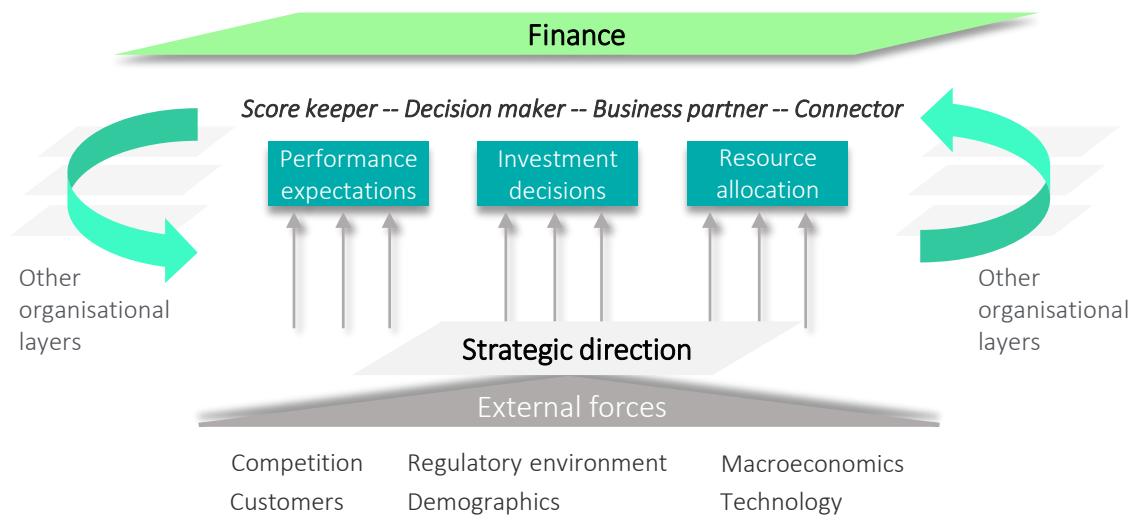 Finance
Score keeper -- Decision maker -- Business partner -- Connector
Performance
expectations
Investment
decisions
Resource
allocation
Other
organisational
layers
Other
organisational
layers
Strategic direction
External forces
Competition
Regulatory environment
Macroeconomics
Customers
Demographics
Technology